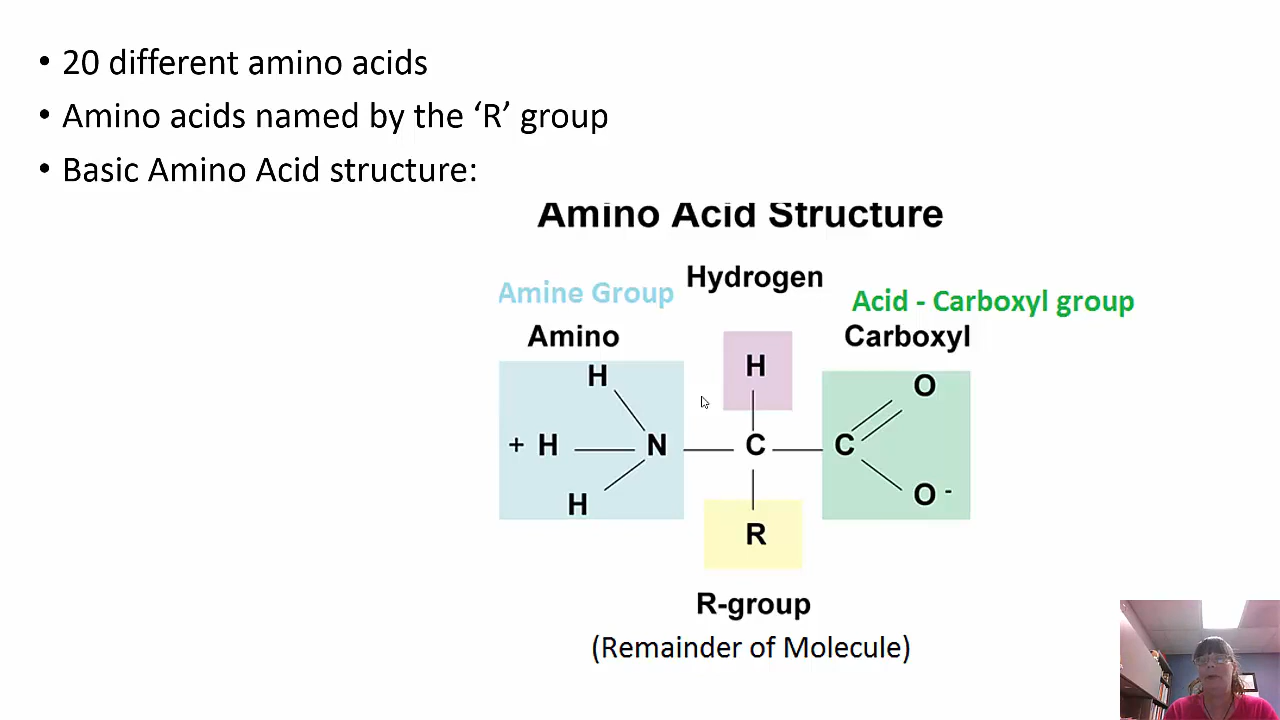 • 20 different amino acids
• Amino acids named by the ‘R’ group
• Basic Amino Acid structure:
Amino Acid Structure
Hydrogen
Amine Group
Acid - Carboxyl group
Amino
Carboxyl
H
H
O
+ H
N
C
C
H
O -
R
R-group
(Remainder of Molecule)